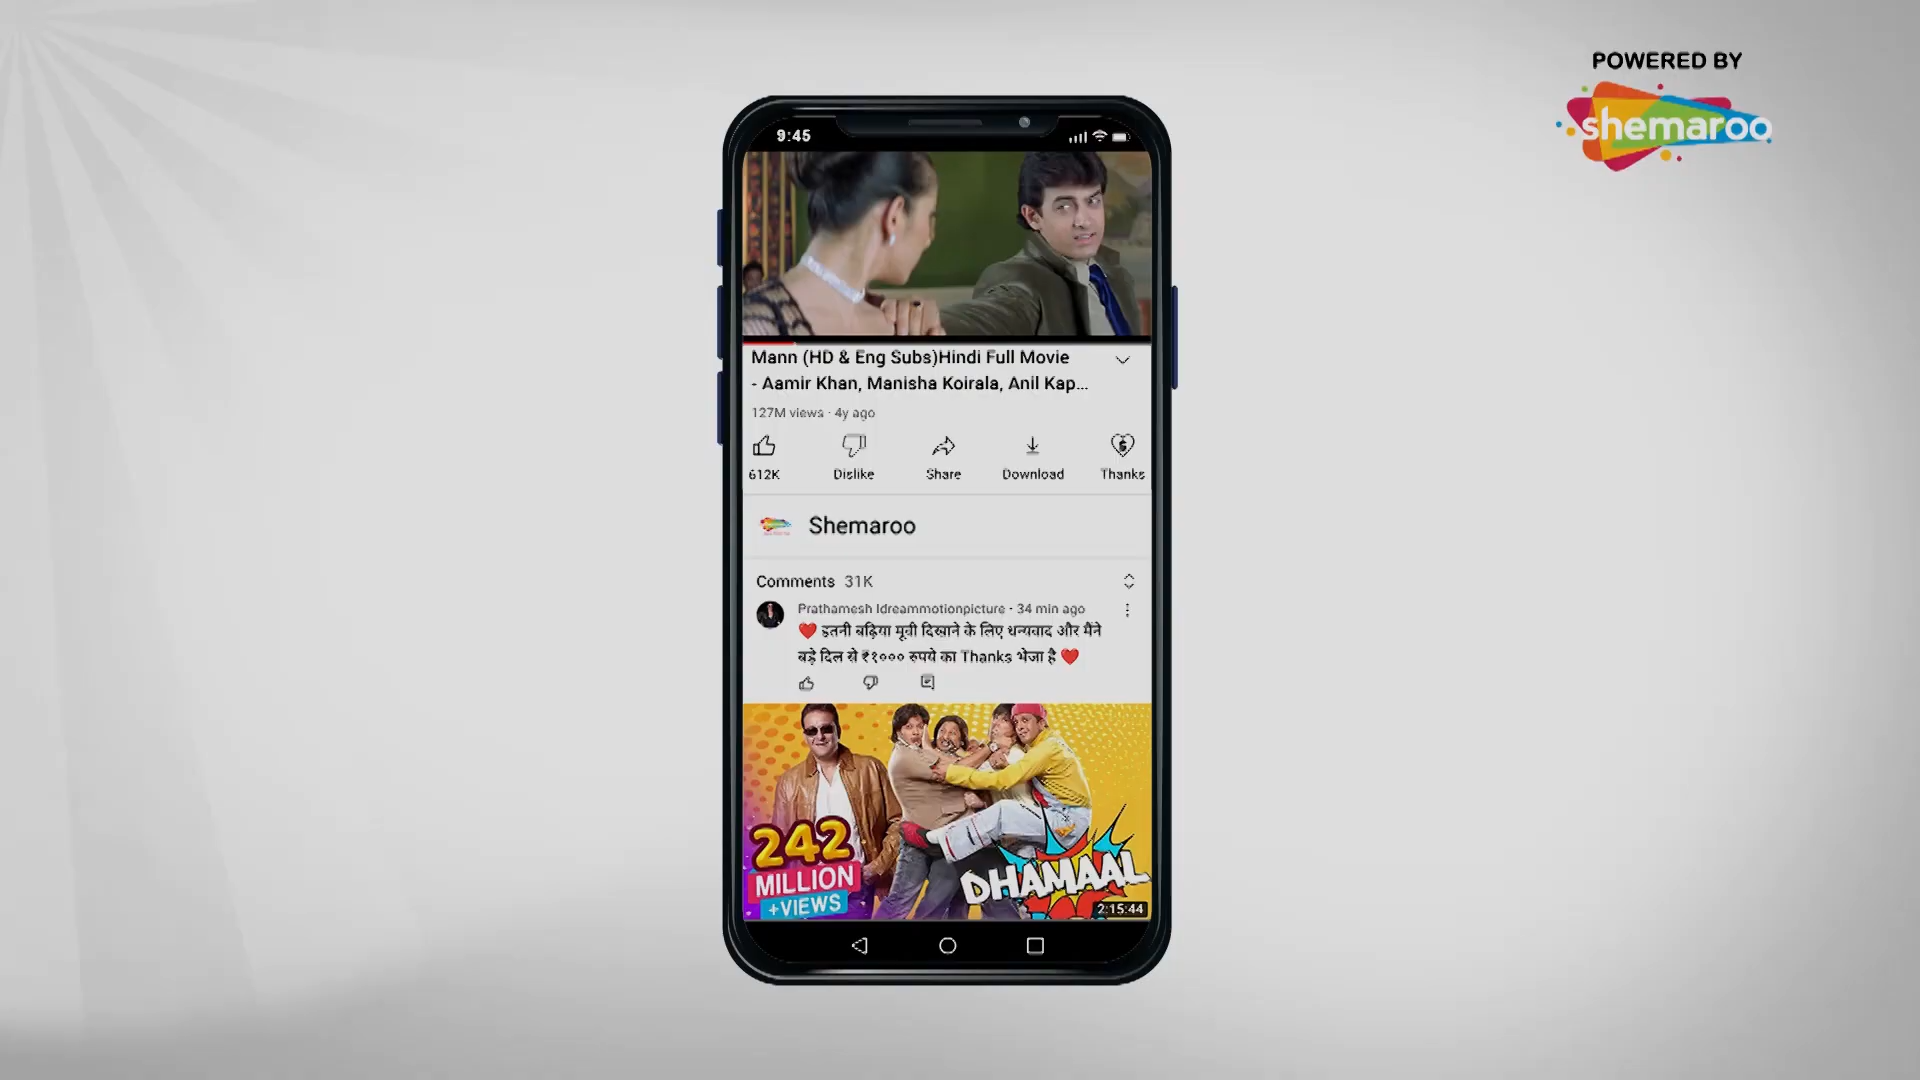 POWERED BY
shemaroo
9:45
Mann (HD & Eng Subs)Hindi Full Movie
- Aamir Khan, Manisha Koirala, Anil Kap...
127M views · 4y ago
612K
Dislike
Share
Download
Thanks
Shemaroo
Comments 31K
Prathamesh Idreammotionpicture · 34 min ago
❤️ इतनी बढ़िया मूवी दिखाने के लिए धन्यवाद और मैंने
बड़े दिल से ₹१००० रुपये का Thanks भेजा है ❤️
242
MILLION
+VIEWS
DHAMAAL
2:15:44